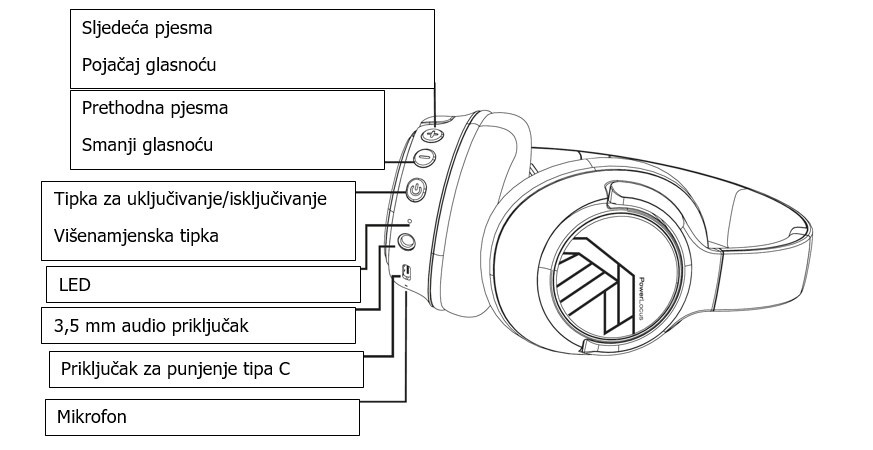 Sljedeća pjesma
Pojačaj glasnoću
Prethodna pjesma
Smanji glasnoću
Tipka za uključivanje/isključivanje
Višenamjenska tipka
LED
3,5 mm audio priključak
Priključak za punjenje tipa C
Mikrofon
PowerLocus